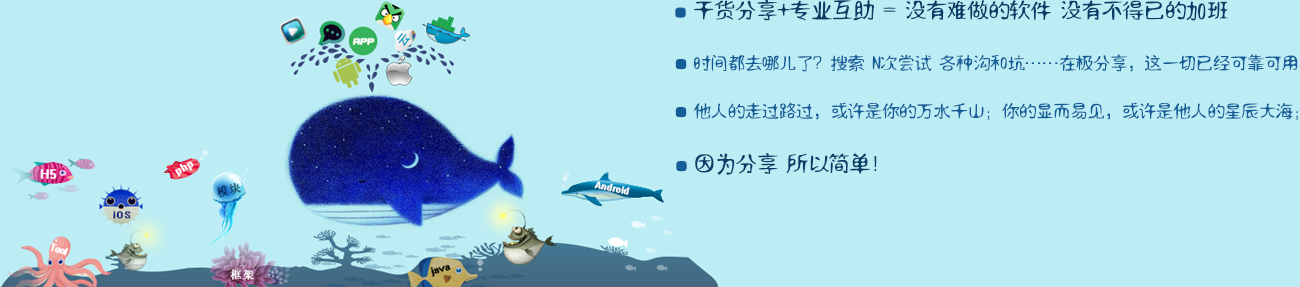 干货分享+专业互助 = 没有难做的软件 没有不得已的加班
时间都去哪儿了？搜索 N次尝试 各种沟和坑……在极分享，这一切已经可靠可用
他人的走过路过，或许是你的万水千山；你的显而易见，或许是他人的星辰大海；
因为分享 所以简单！
APP
H5
php
模块
iOS
Android
Tool
java
框架